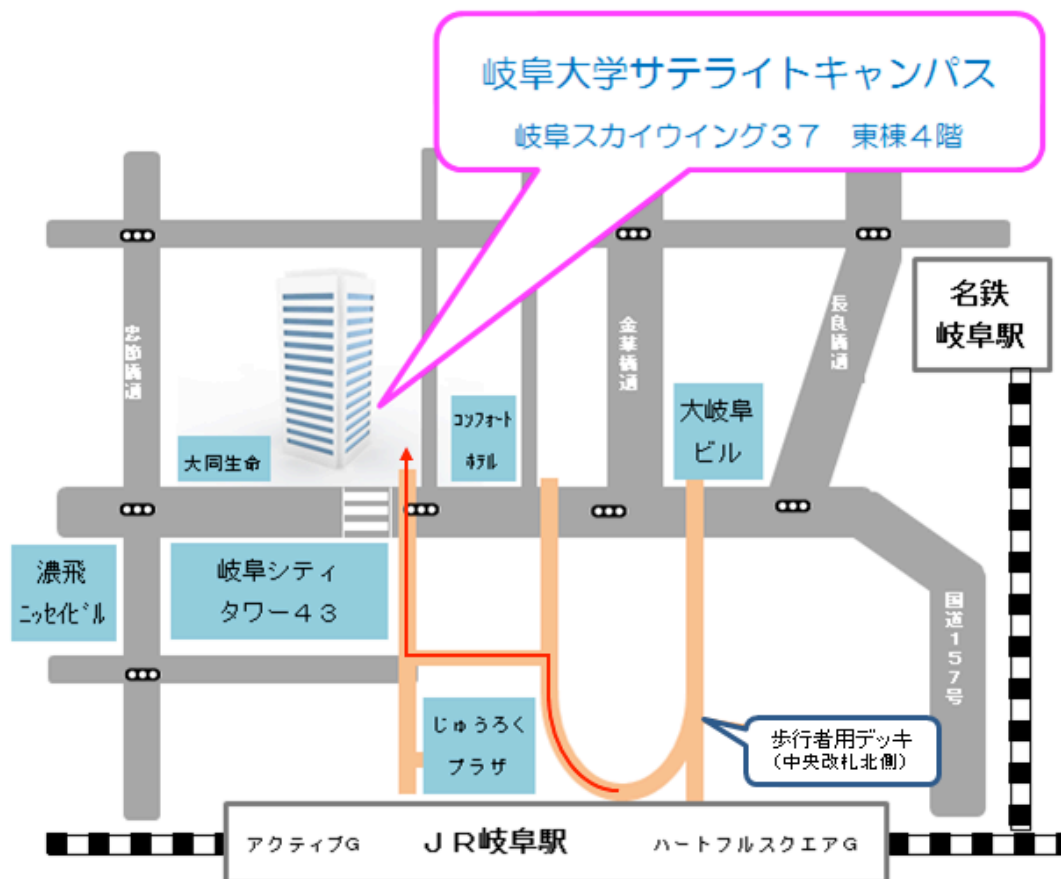 岐阜大学サテライトキャンパス
岐阜スカイウイング37　東棟4階
名鉄
岐阜駅
忠節橋通
金華橋通
長良橋通
大同生命
ｺﾝﾌｫｰﾄ
ﾎﾃﾙ
大岐阜
ビル
濃飛
ﾆｯｾｲﾋﾞﾙ
岐阜シティ
タワー43
国道157号
じゅうろく
プラザ
歩行者用デッキ
（中央改札北側）
アクティブG
JR岐阜駅
ハートフルスクエアG